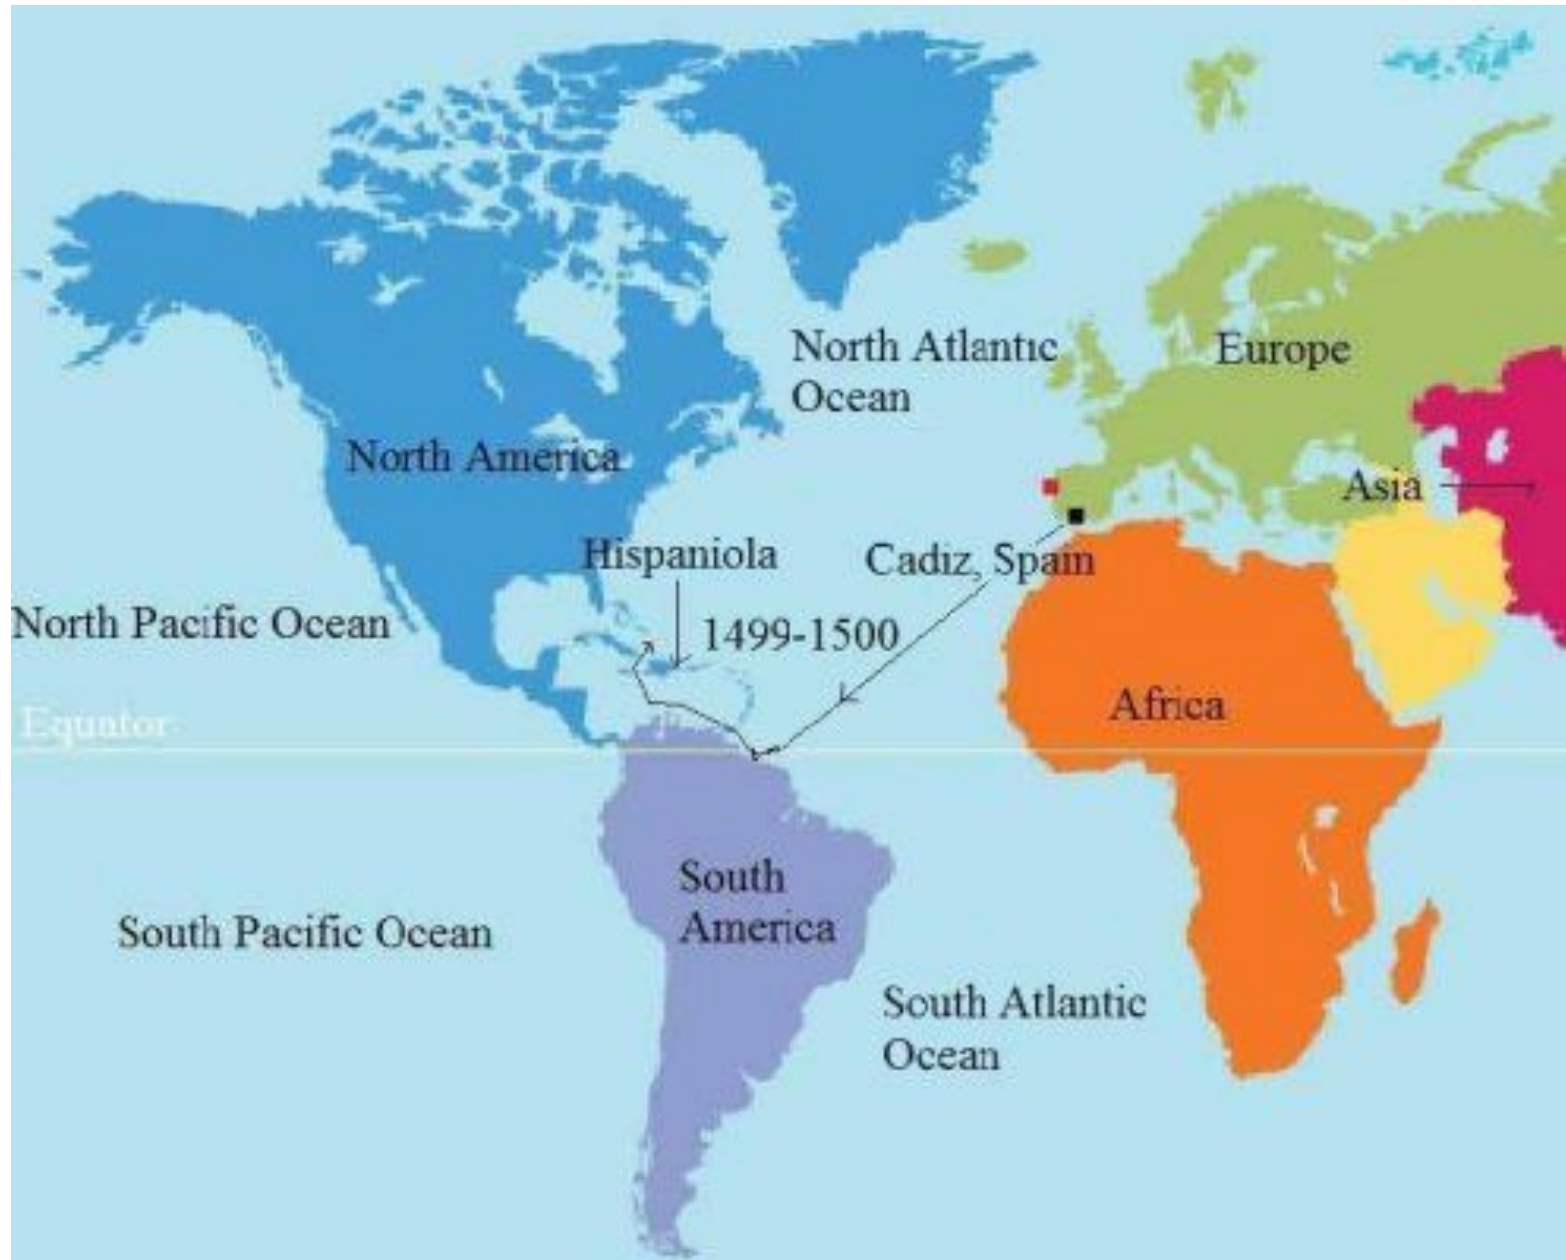 North Atlantic
Ocean
Europe
North America
Asia
Hispaniola
Cadiz, Spain
North Pacific Ocean
1499-1500
Africa
Equator
South
America
South Pacific Ocean
South Atlantic
Ocean